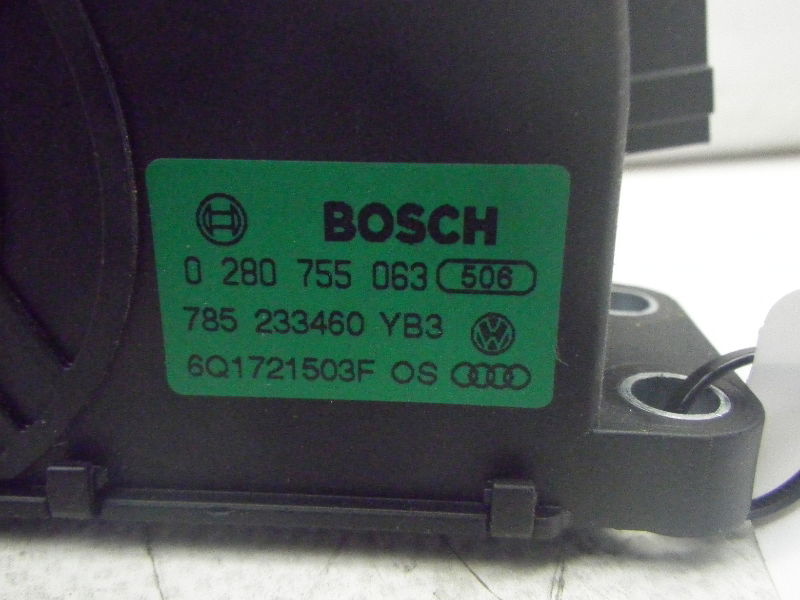 BOSCH
0 280 755 063 506
785 233460 YB3
6Q1721503F OS